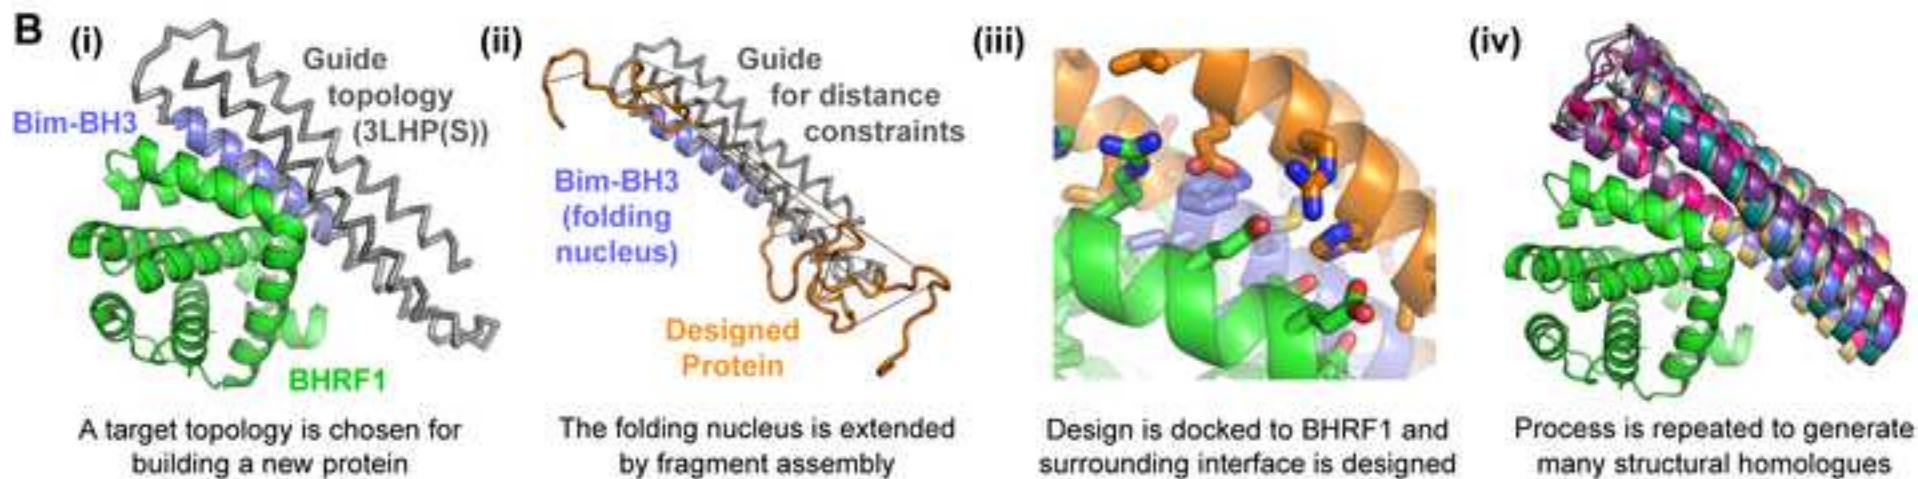 B
(i)
Guide
topology
(3LHP(S))
Bim-BH3
BHRF1
A target topology is chosen for
building a new protein
(ii)
Guide
for distance
constraints
Bim-BH3
(folding
nucleus)
Designed
Protein
The folding nucleus is extended
by fragment assembly
(iii)
Design is docked to BHRF1 and
surrounding interface is designed
(iv)
Process is repeated to generate
many structural homologues